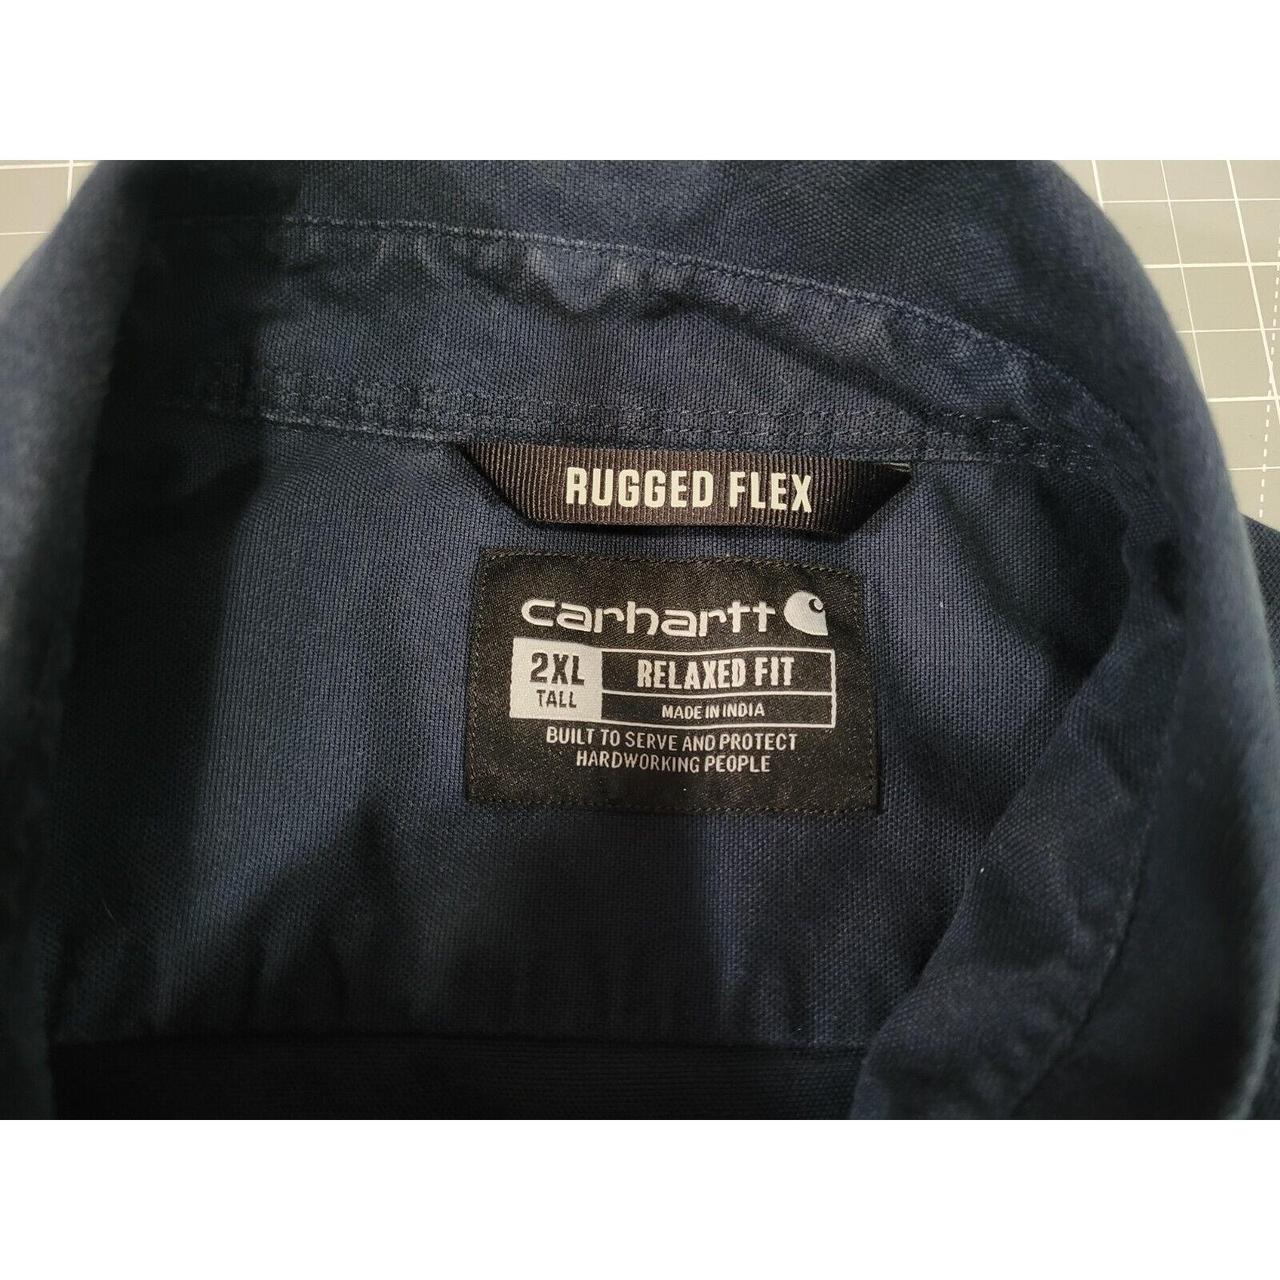 RUGGED FLEX
carhartt
2XL
TALL
RELAXED FIT
MADE IN INDIA
BUILT TO SERVE AND PROTECT
HARDWORKING PEOPLE